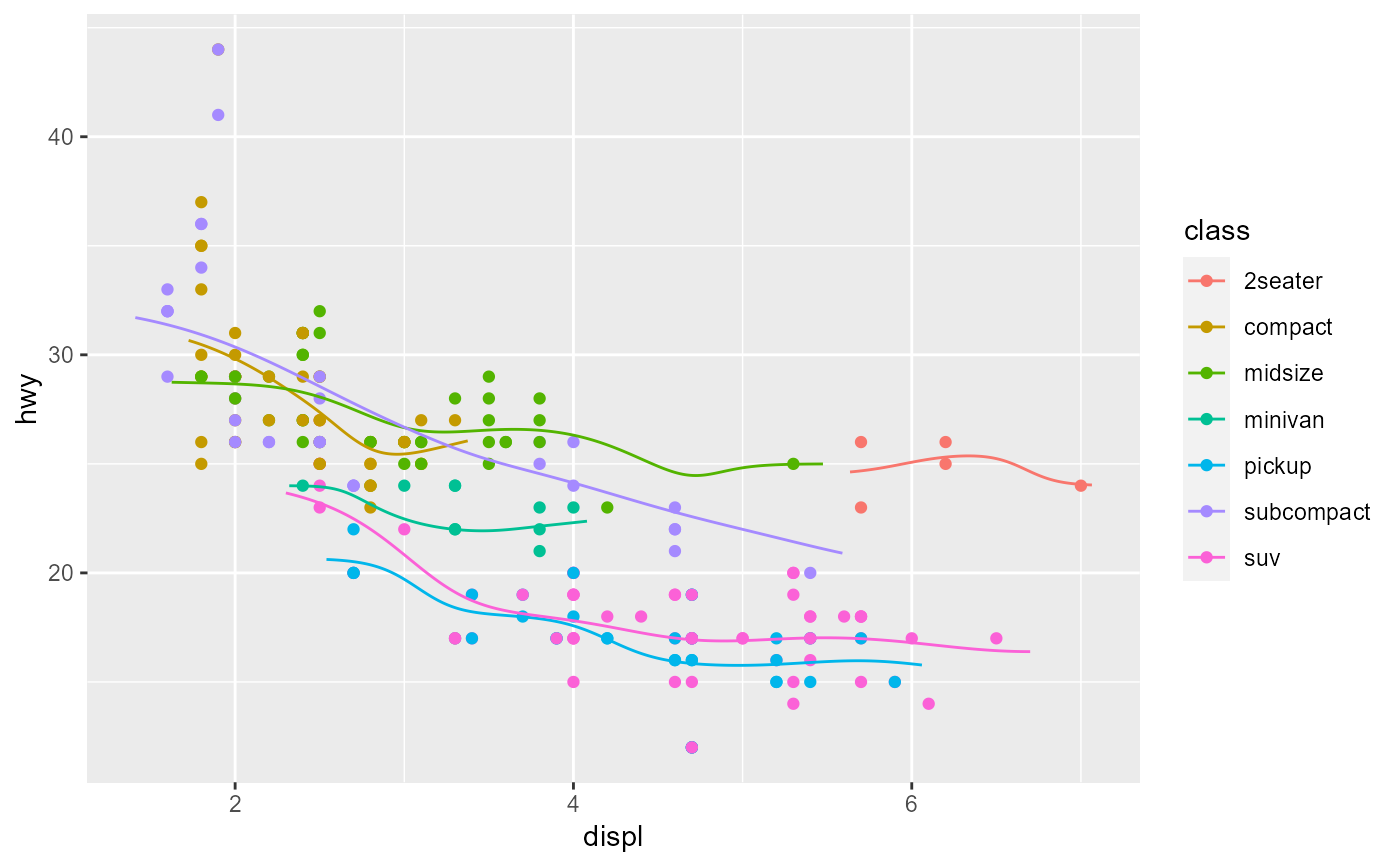 40
30
20
hwy
2
4
6
displ
class
2seater
compact
midsize
minivan
pickup
subcompact
suv